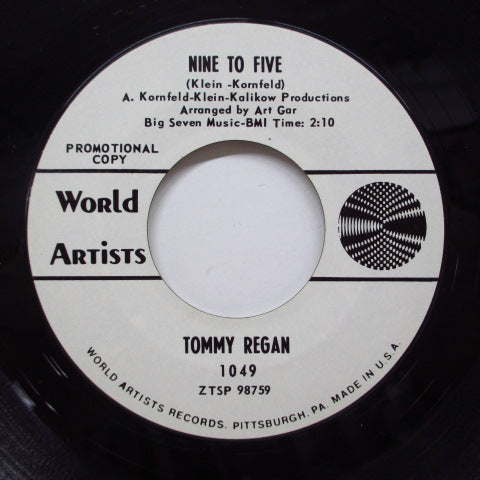 NINE TO FIVE
(Klein -Kornfeld)
A. Kornfeld-Klein-Kalikow Productions
Arranged by Art Gar
Big Seven Music-BMI Time: 2:10
PROMOTIONAL
COPY
World
Artists
TOMMY REGAN
1049
ZTSP 98759
WORLD ARTISTS RECORDS. PITTSBURGH, PA. MADE IN U.S.A.